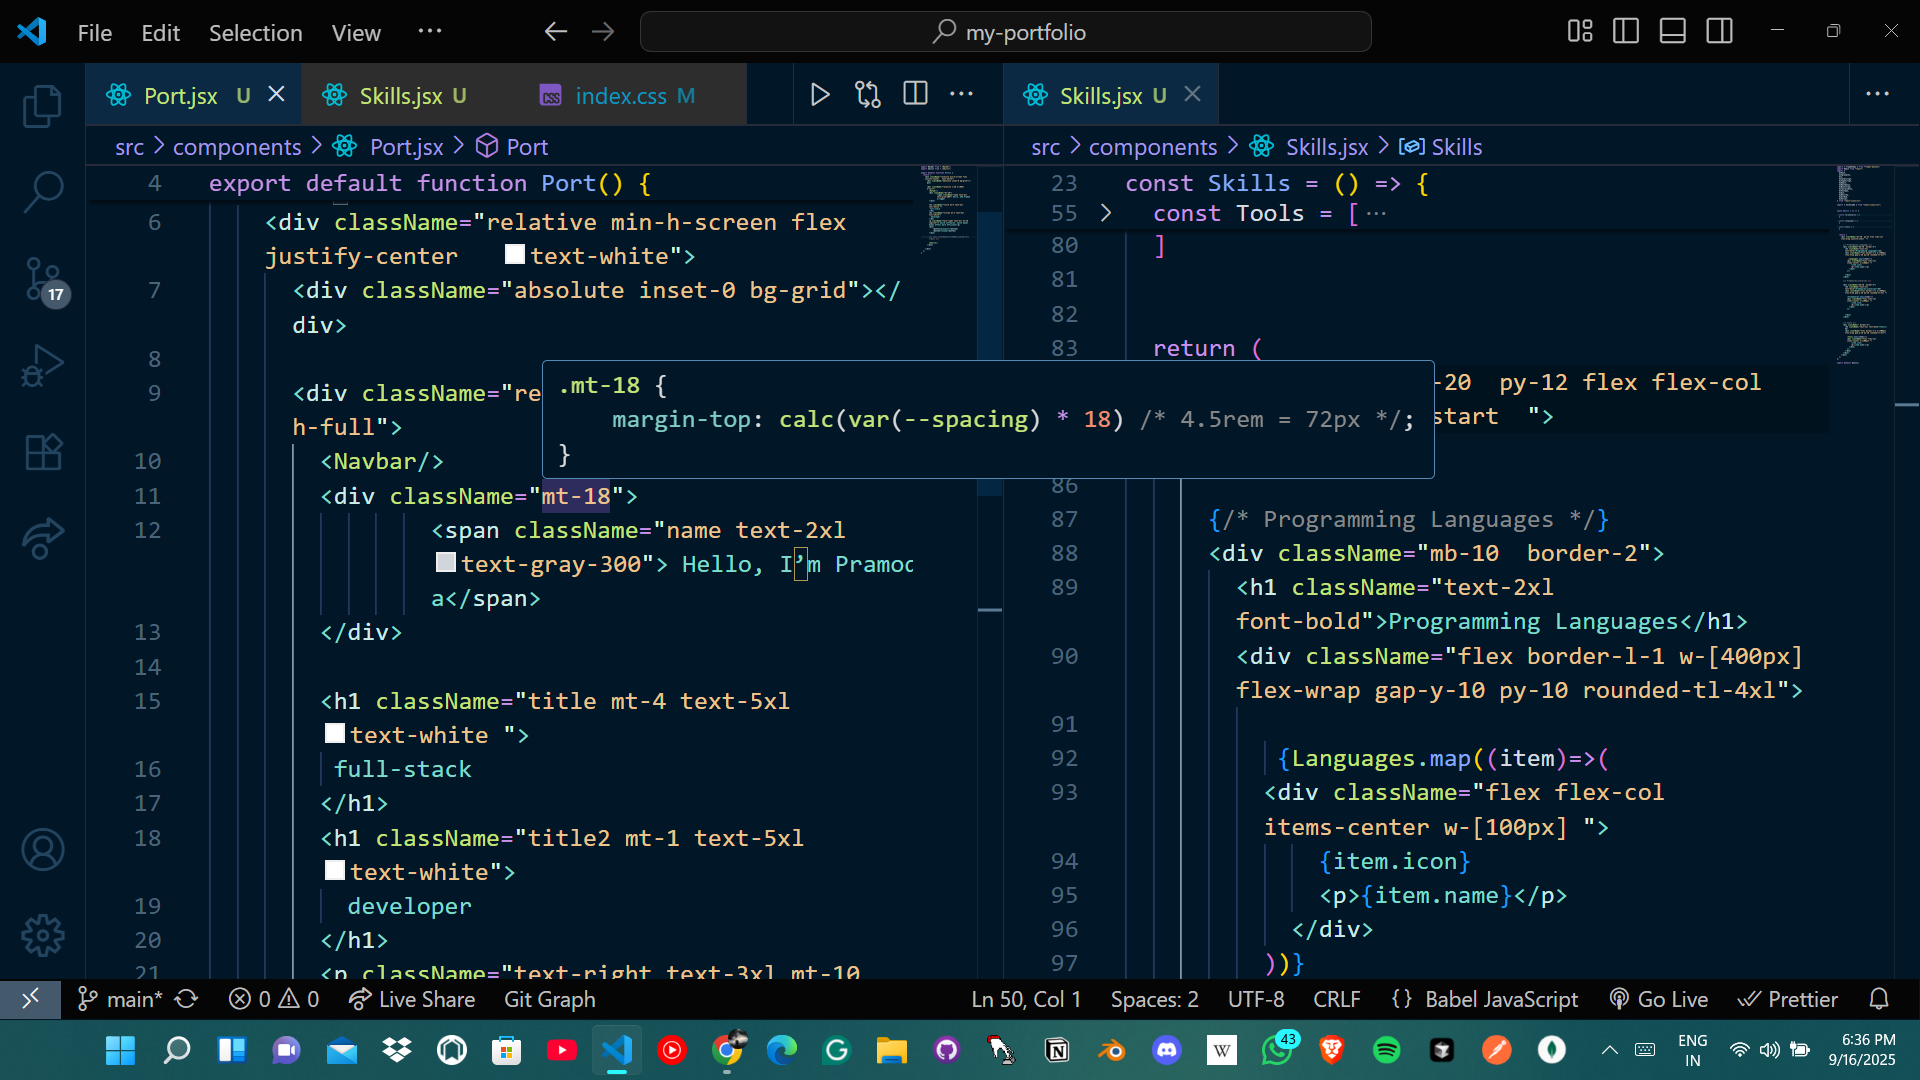 File Edit Selection View ···
my-portfolio
Port.jsx U
Skills.jsx U
index.css M
Skills.jsx U
src > components > Port.jsx > Port
src > components > Skills.jsx > Skills
4 export default function Port() {
6 <div className="relative min-h-screen flex
justify-center text-white">
7 <div className="absolute inset-0 bg-grid"></
div>
8
9 <div className="re
h-full">
10 <Navbar/>
11 <div className="mt-18">
12 <span className="name text-2xl
text-gray-300"> Hello, I’m Pramod
a</span>
13 </div>
14
15 <h1 className="title mt-4 text-5xl
text-white ">
16 full-stack
17 </h1>
18 <h1 className="title2 mt-1 text-5xl
text-white">
19 developer
20 </h1>
21 <p className="text-right text-3xl mt-10
.mt-18 {
margin-top: calc(var(--spacing) * 18) /* 4.5rem = 72px */;
}
23 const Skills = () => {
55 const Tools = [ ···
80 ]
81
82
83 return (
-20 py-12 flex flex-col
start ">
86
87 {/* Programming Languages */}
88 <div className="mb-10 border-2">
89 <h1 className="text-2xl
font-bold">Programming Languages</h1>
90 <div className="flex border-l-1 w-[400px]
flex-wrap gap-y-10 py-10 rounded-tl-4xl">
91
92 {Languages.map((item)=>(
93 <div className="flex flex-col
items-center w-[100px] ">
94 {item.icon}
95 <p>{item.name}</p>
96 </div>
97 ))}
17
main* 0 0 Live Share Git Graph
Ln 50, Col 1 Spaces: 2 UTF-8 CRLF {} Babel JavaScript Go Live Prettier
43
ENG
IN
6:36 PM
9/16/2025